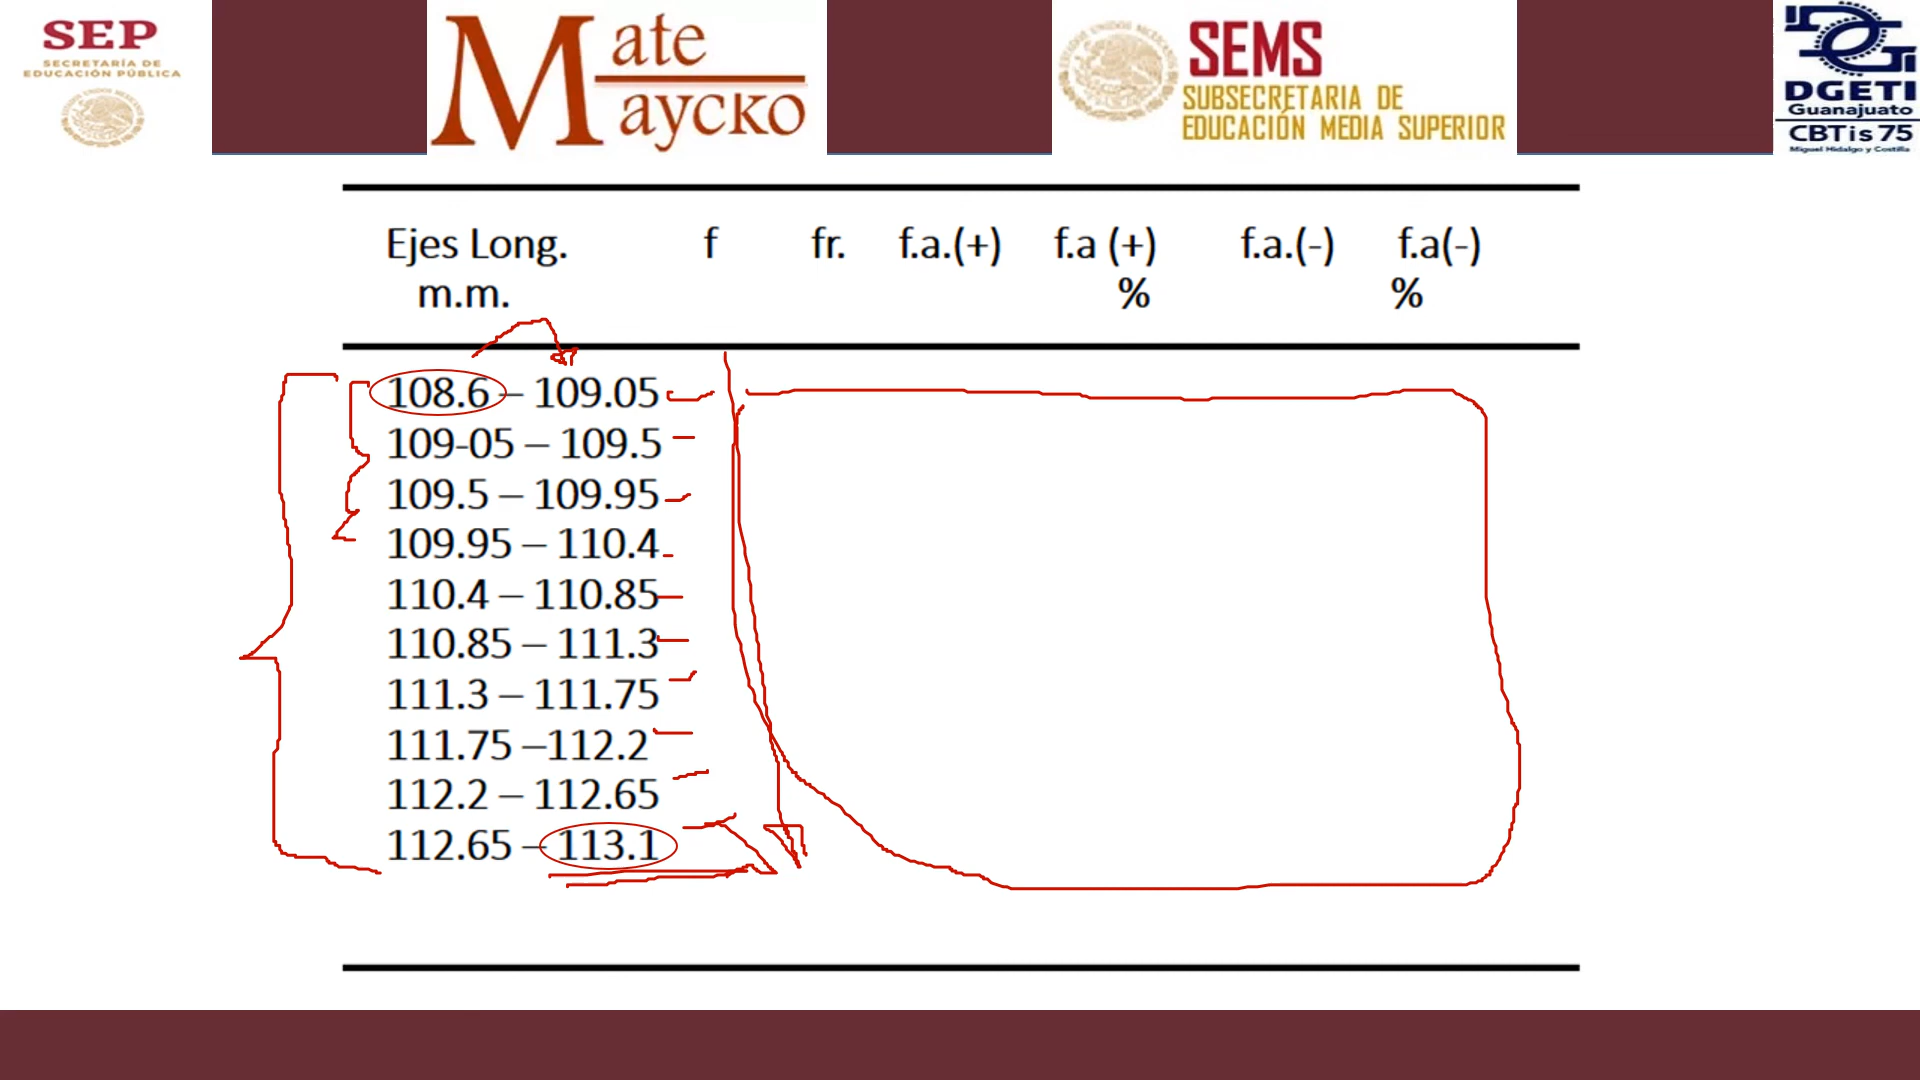 SEP
SECRETARÍA DE
EDUCACIÓN PÚBLICA
Mate
Maycko
SEMS
SUBSECRETARIA DE
EDUCACIÓN MEDIA SUPERIOR
DGETI
Guanajuato
CBTis 75
Miguel Hidalgo y Costilla
Ejes Long. f fr. f.a.(+) f.a (+) f.a.(-) f.a(-)
m.m. % %
108.6 – 109.05
109-05 – 109.5
109.5 – 109.95
109.95 – 110.4
110.4 – 110.85
110.85 – 111.3
111.3 – 111.75
111.75 –112.2
112.2 – 112.65
112.65 – 113.1